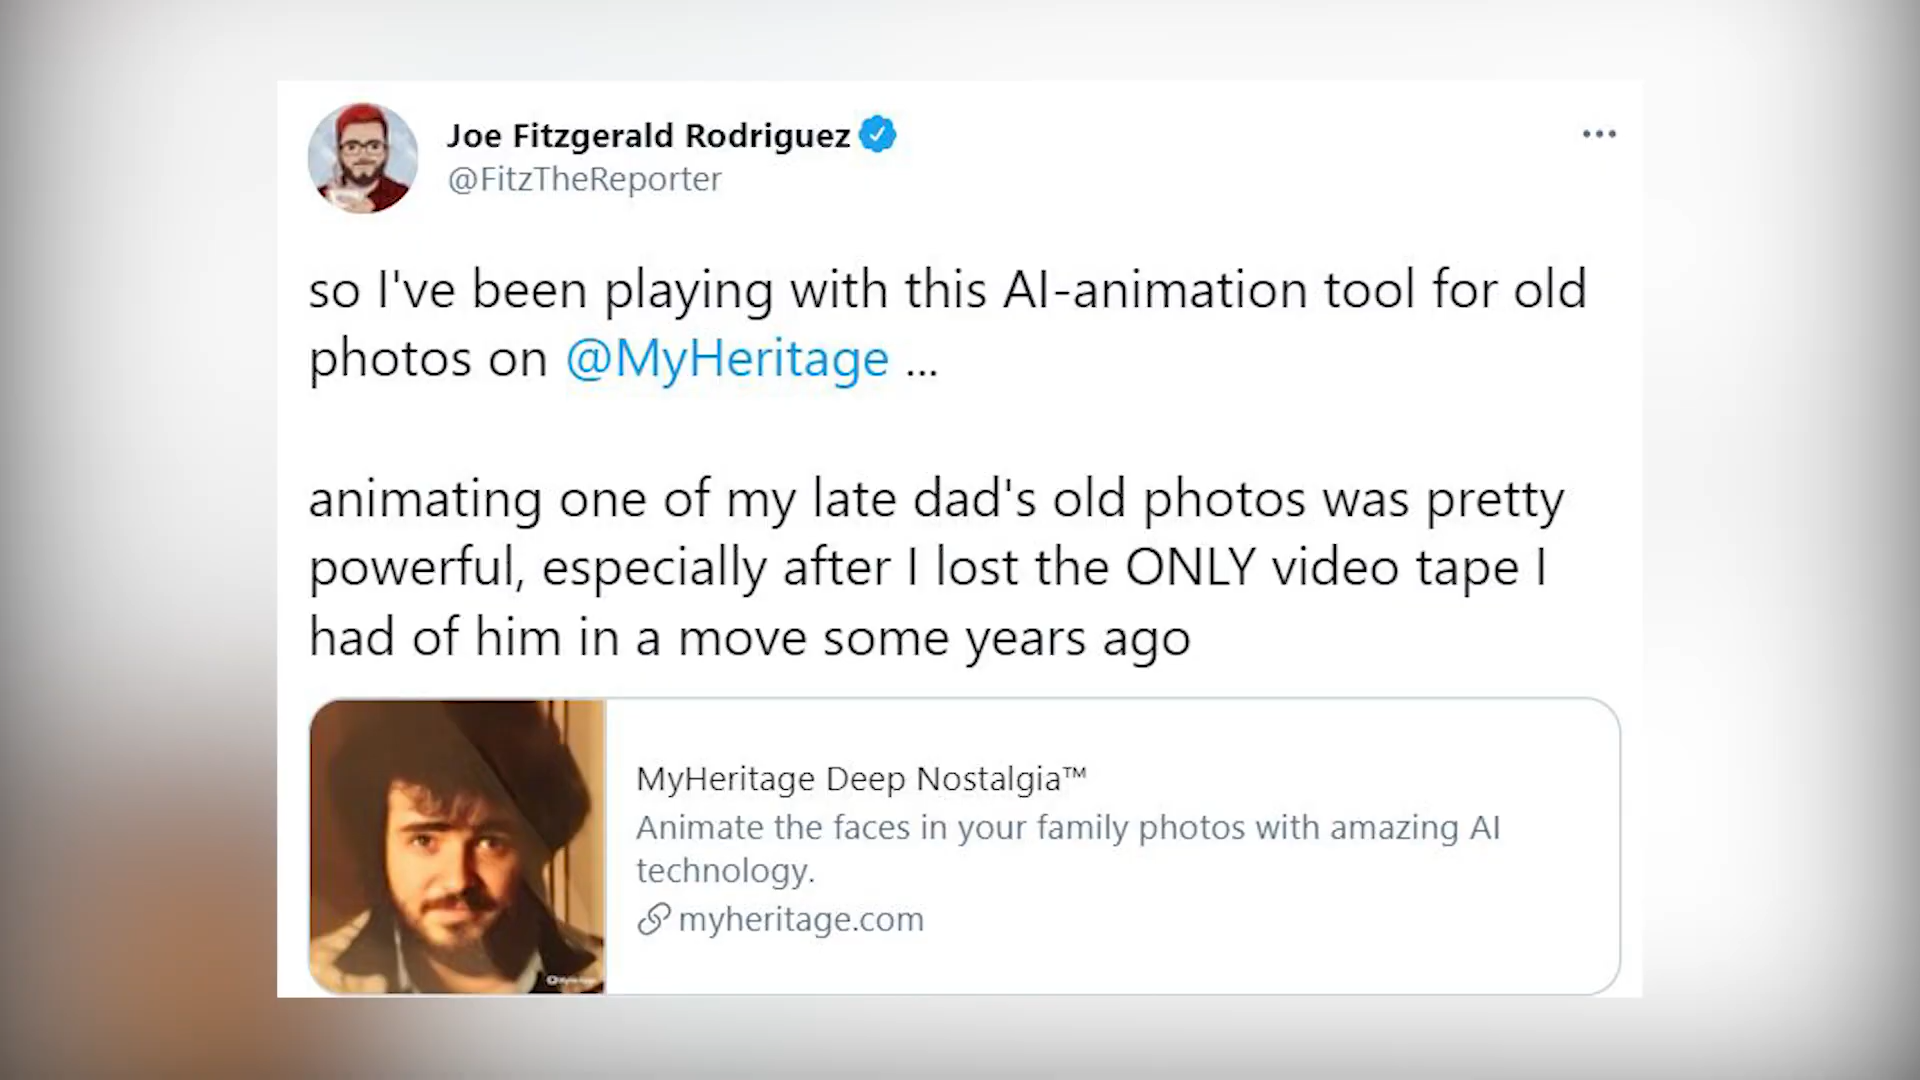 Joe Fitzgerald Rodriguez
@FitzTheReporter
so I've been playing with this AI-animation tool for old
photos on @MyHeritage ...
animating one of my late dad's old photos was pretty
powerful, especially after I lost the ONLY video tape I
had of him in a move some years ago
MyHeritage Deep Nostalgia™
Animate the faces in your family photos with amazing AI
technology.
myheritage.com